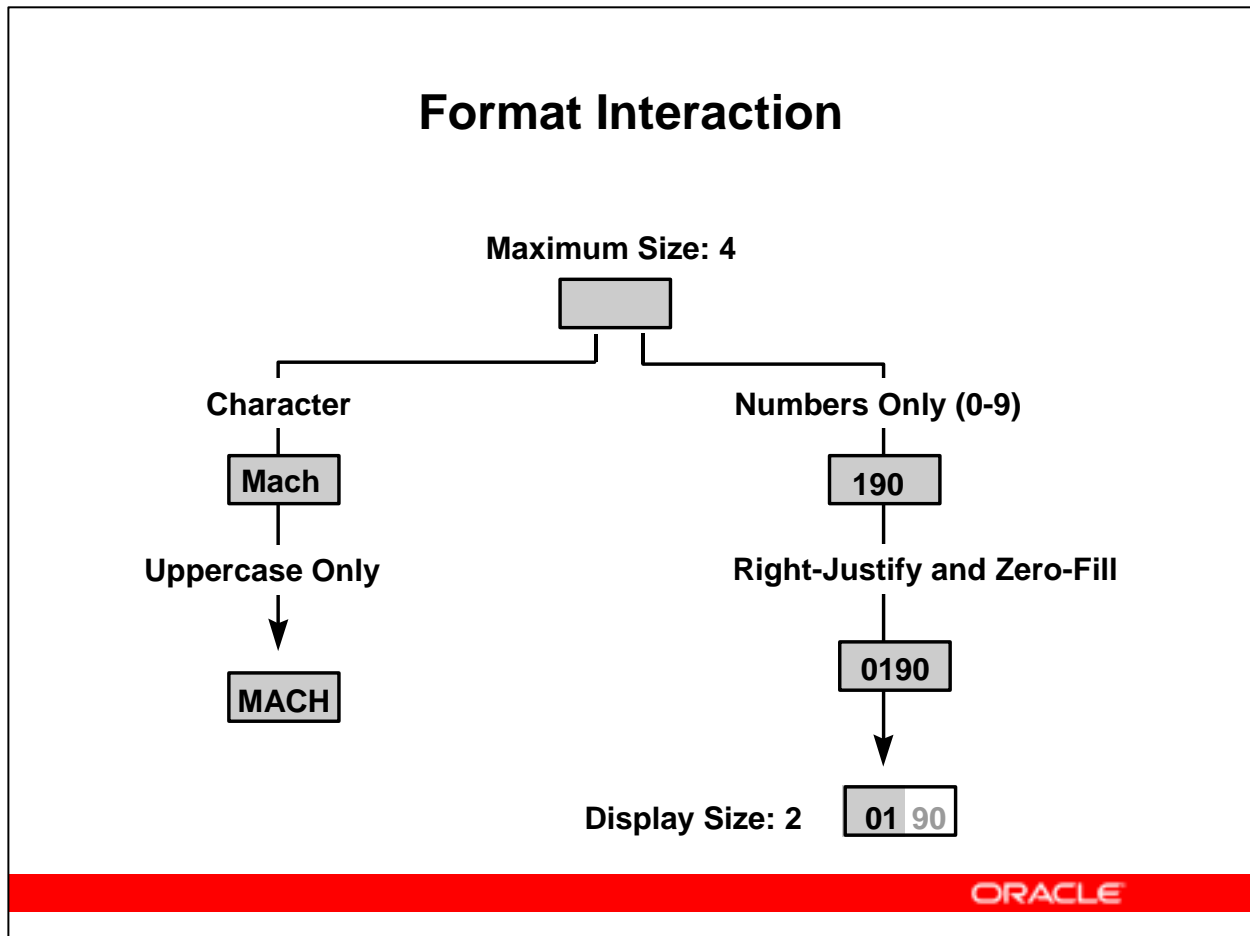 Format Interaction
Maximum Size: 4
Character
Numbers Only (0-9)
Mach
190
Uppercase Only
Right-Justify and Zero-Fill
0190
MACH
Display Size: 2
01 90
ORACLE